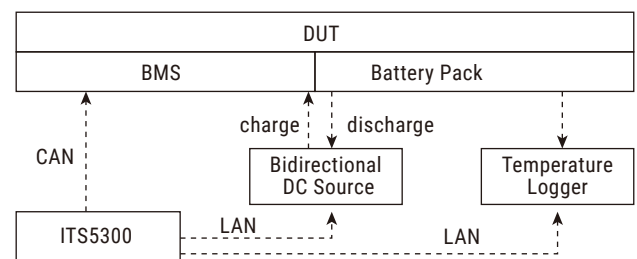 DUT
BMS
Battery Pack
charge
discharge
CAN
Bidirectional
DC Source
Temperature
Logger
ITS5300
LAN
LAN